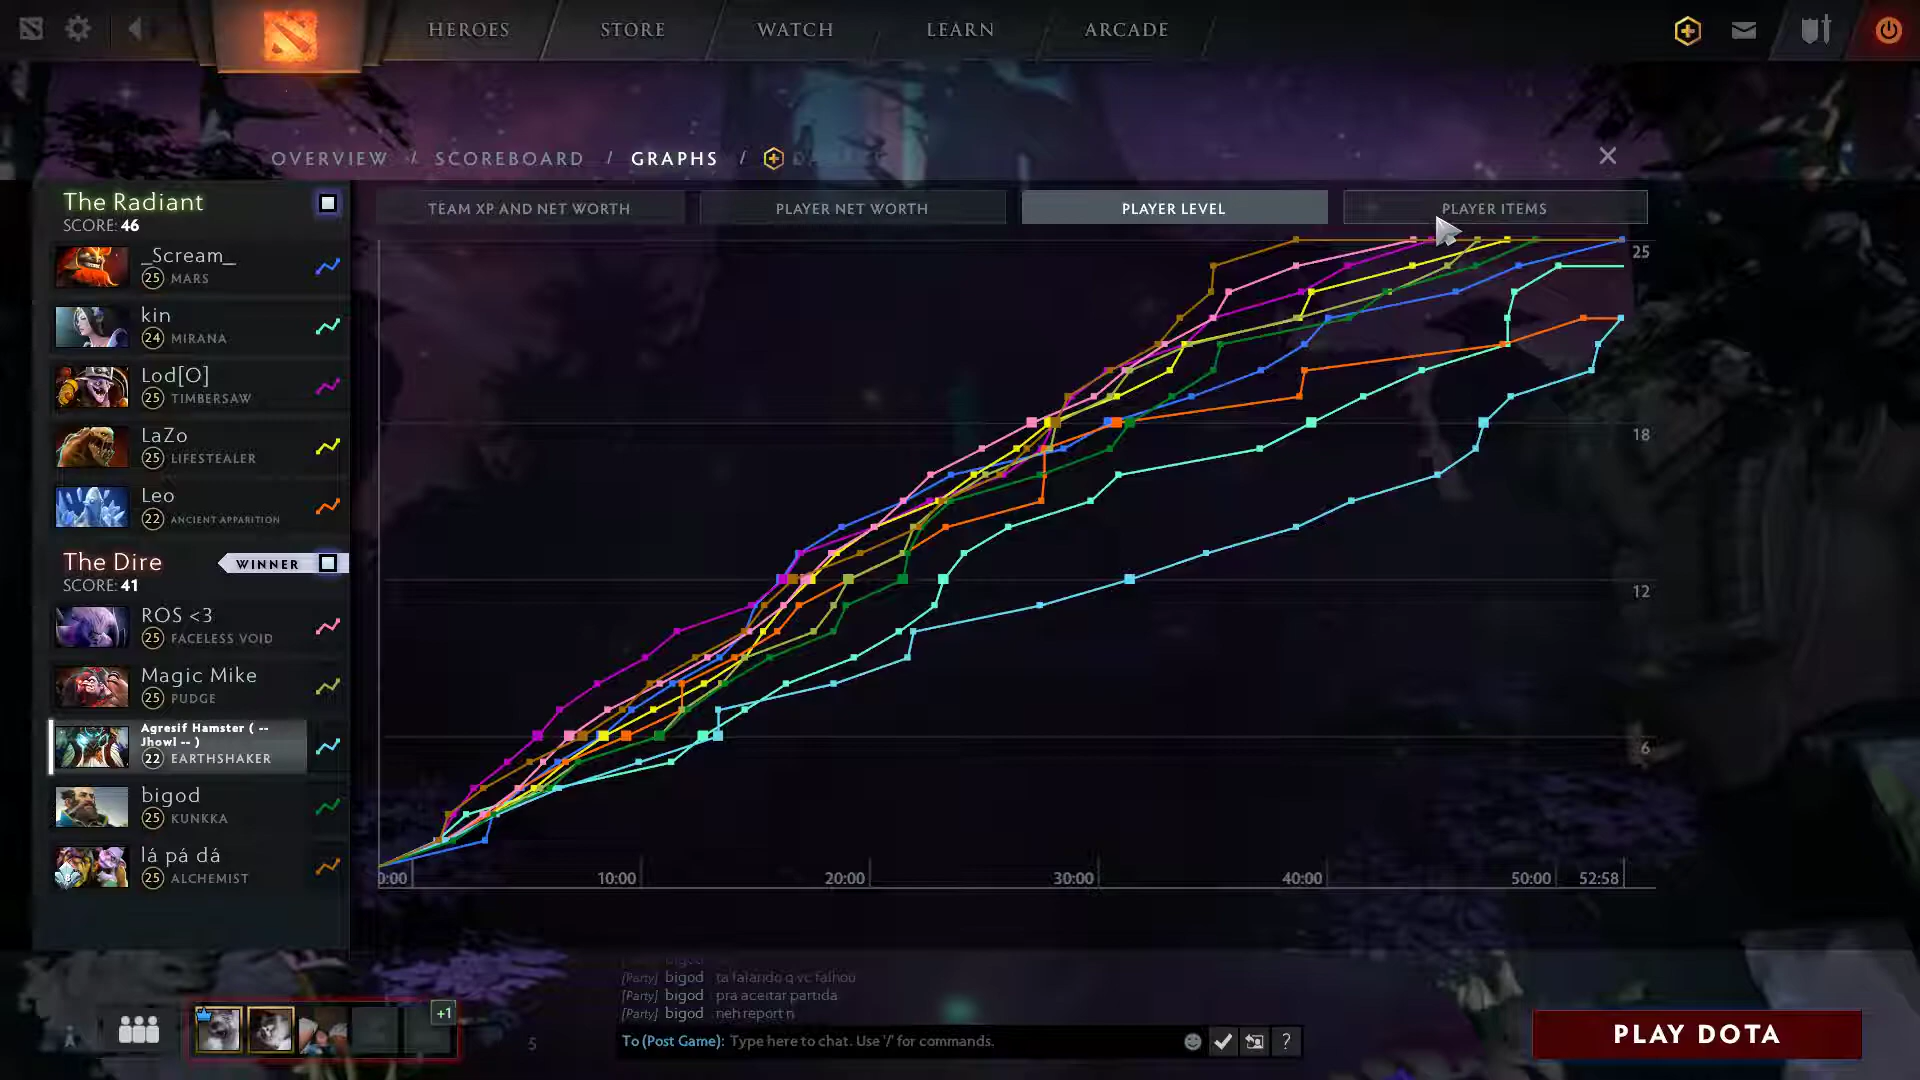 HEROES
STORE
WATCH
LEARN
ARCADE
OVERVIEW / SCOREBOARD / GRAPHS /
TEAM XP AND NET WORTH
PLAYER NET WORTH
PLAYER LEVEL
PLAYER ITEMS
The Radiant
SCORE: 46
_Scream_
25 MARS
kin
24 MIRANA
Lod[O]
25 TIMBERSAW
LaZo
25 LIFESTEALER
Leo
22 ANCIENT APPARITION
The Dire
WINNER
SCORE: 41
ROS <3
25 FACELESS VOID
Magic Mike
25 PUDGE
Agresif Hamster ( --
Jhowl -- )
22 EARTHSHAKER
bigod
25 KUNKKA
lá pá dá
25 ALCHEMIST
25
18
12
6
0:00
10:00
20:00
30:00
40:00
50:00
52:58
[Party] bigod ta falando q vc falhou
[Party] bigod pra aceitar partida
[Party] bigod neh report n
+1
5
To (Post Game): Type here to chat. Use '/' for commands.
?
PLAY DOTA